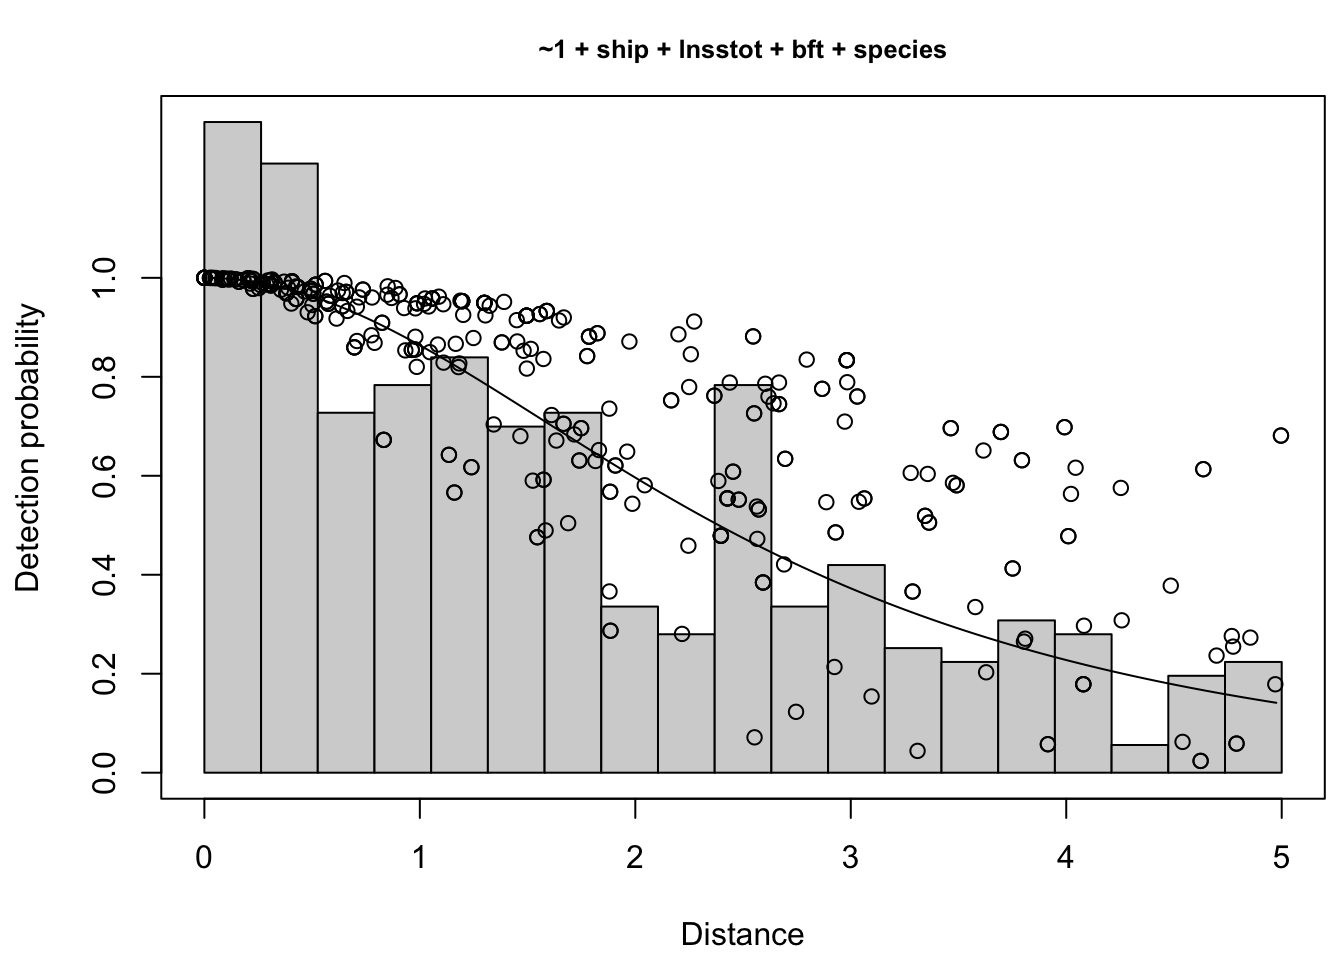 ~1 + ship + lnsstot + bft + species
Detection probability
1.0
0.8
0.6
0.4
0.2
0.0
0 1 2 3 4 5
Distance